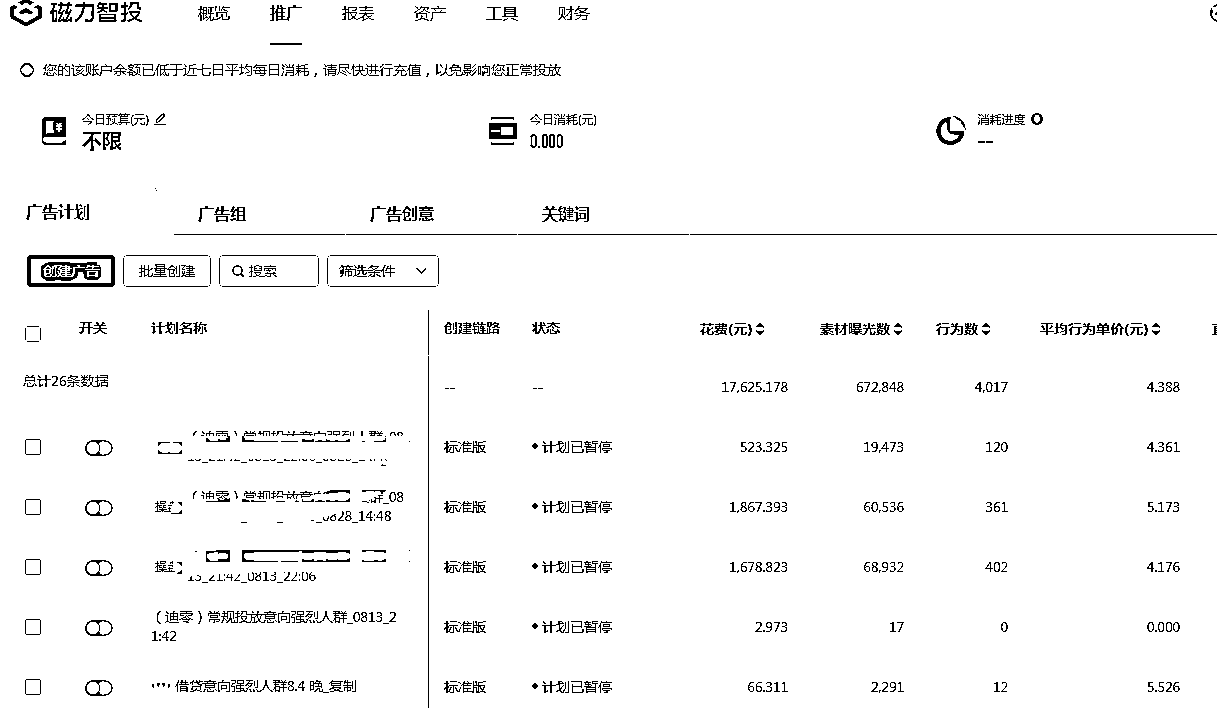 磁力智投 概览 推广 报表 资产 工具 财务
您的该账户余额已低于近七日平均每日消耗，请尽快进行充值，以免影响您正常投放
今日预算(元) 今日消耗(元) 消耗进度
不限 0.000 --
广告计划 广告组 广告创意 关键词
创建广告 批量创建 搜索 筛选条件
开关 计划名称 创建链路 状态 花费(元) 素材曝光数 行为数 平均行为单价(元)
总计26条数据 -- -- 17,625.178 672,848 4,017 4.388
（迪零）常规投放意向强烈人群_08
标准版 计划已暂停 523.325 19,473 120 4.361
（迪零）常规投放意 群_08
标准版 计划已暂停 1,867.393 60,536 361 5.173
_0828_14:48
标准版 计划已暂停 1,678.823 68,932 402 4.176
_21:42_0813_22:06
（迪零）常规投放意向强烈人群_0813_2
标准版 计划已暂停 2.973 17 0 0.000
1:42
借贷意向强烈人群8.4 晚_复制 标准版 计划已暂停 66.311 2,291 12 5.526